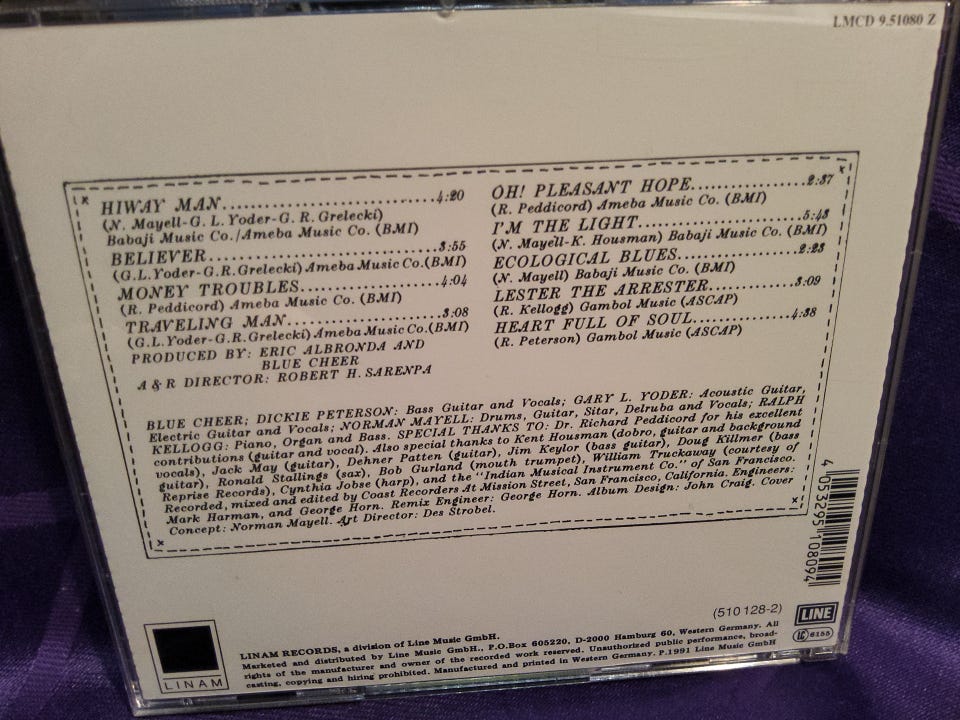 LMCD 9.51080 Z
HIWAY MAN..............................4:20
(N. Mayell-G. L. Yoder-G. R. Grelecki)
Babaji Music Co./Ameba Music Co. (BMI)
BELIEVER..............................3:55
(G.L.Yoder-G.R.Grelecki) Ameba Music Co.(BMI)
MONEY TROUBLES..................4:04
(R. Peddicord) Ameba Music Co. (BMI)
TRAVELING MAN....................3:08
(G.L.Yoder-G.R.Grelecki) Ameba Music Co.(BMI)
PRODUCED BY: ERIC ALBRONDA AND
BLUE CHEER
A & R DIRECTOR: ROBERT H. SARENPA
OH! PLEASANT HOPE................2:37
(R. Peddicord) Ameba Music Co. (BMI)
I'M THE LIGHT........................5:43
(N. Mayell-K. Housman) Babaji Music Co. (BMI)
ECOLOGICAL BLUES.................2:23
(N. Mayell) Babaji Music Co. (BMI)
LESTER THE ARRESTER............3:09
(R. Kellogg) Gambol Music (ASCAP)
HEART FULL OF SOUL..............4:38
(R. Peterson) Gambol Music (ASCAP)
BLUE CHEER; DICKIE PETERSON: Bass Guitar and Vocals; GARY L. YODER: Acoustic Guitar,
Electric Guitar and Vocals; NORMAN MAYELL: Drums, Guitar, Sitar, Delruba and Vocals; RALPH
KELLOGG: Piano, Organ and Bass. SPECIAL THANKS TO: Dr. Richard Peddicord for his excellent
contributions (guitar and vocal). Also special thanks to Kent Housman (dobro, guitar and background
vocals), Jack May (guitar), Dehner Patten (guitar), Jim Keylor (bass guitar), Doug Killmer (bass
guitar), Ronald Stallings (sax), Bob Gurland (mouth trumpet), William Truckaway (courtesy of
Reprise Records), Cynthia Jobse (harp), and the "Indian Musical Instrument Co." of San Francisco.
Recorded, mixed and edited by Coast Recorders At Mission Street, San Francisco, California. Engineers:
Mark Harman, and George Horn. Remix Engineer: George Horn. Album Design: John Craig. Cover
Concept: Norman Mayell. Art Director: Des Strobel.
4 053295 108094
(510 128-2)
LINE
LC 6155
LINAM
LINAM RECORDS, a division of Line Music GmbH.
Marketed and distributed by Line Music GmbH., P.O.Box 605220, D-2000 Hamburg 60, Western Germany. All
rights of the manufacturer and owner of the recorded work reserved. Unauthorized public performance, broad-
casting, copying and hiring prohibited. Manufactured and printed in Western Germany. P.1991 Line Music GmbH